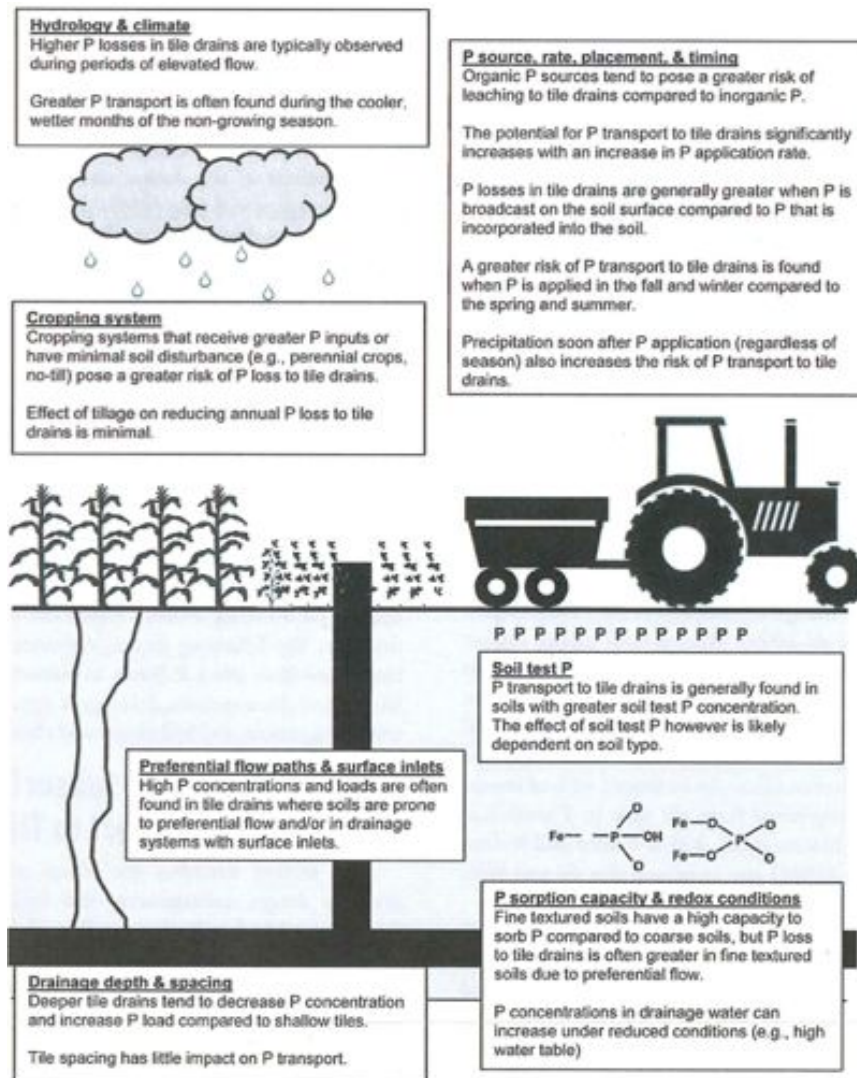 Hydrology & climate
Higher P losses in tile drains are typically observed
during periods of elevated flow.
Greater P transport is often found during the cooler,
wetter months of the non-growing season.
P source, rate, placement, & timing
Organic P sources tend to pose a greater risk of
leaching to tile drains compared to inorganic P.
The potential for P transport to tile drains significantly
increases with an increase in P application rate.
P losses in tile drains are generally greater when P is
broadcast on the soil surface compared to P that is
incorporated into the soil.
A greater risk of P transport to tile drains is found
when P is applied in the fall and winter compared to
the spring and summer.
Precipitation soon after P application (regardless of
season) also increases the risk of P transport to tile
drains.
Cropping system
Cropping systems that receive greater P inputs or
have minimal soil disturbance (e.g., perennial crops,
no-till) pose a greater risk of P loss to tile drains.
Effect of tillage on reducing annual P loss to tile
drains is minimal.
P P P P P P P P P P P P P
Soil test P
P transport to tile drains is generally found in
soils with greater soil test P concentration.
The effect of soil test P however is likely
dependent on soil type.
Preferential flow paths & surface inlets
High P concentrations and loads are often
found in tile drains where soils are prone
to preferential flow and/or in drainage
systems with surface inlets.
O
Fe P OH
O
Fe O O
P
Fe O O
P sorption capacity & redox conditions
Fine textured soils have a high capacity to
sorb P compared to coarse soils, but P loss
to tile drains is often greater in fine textured
soils due to preferential flow.
P concentrations in drainage water can
increase under reduced conditions (e.g., high
water table)
Drainage depth & spacing
Deeper tile drains tend to decrease P concentration
and increase P load compared to shallow tiles.
Tile spacing has little impact on P transport.